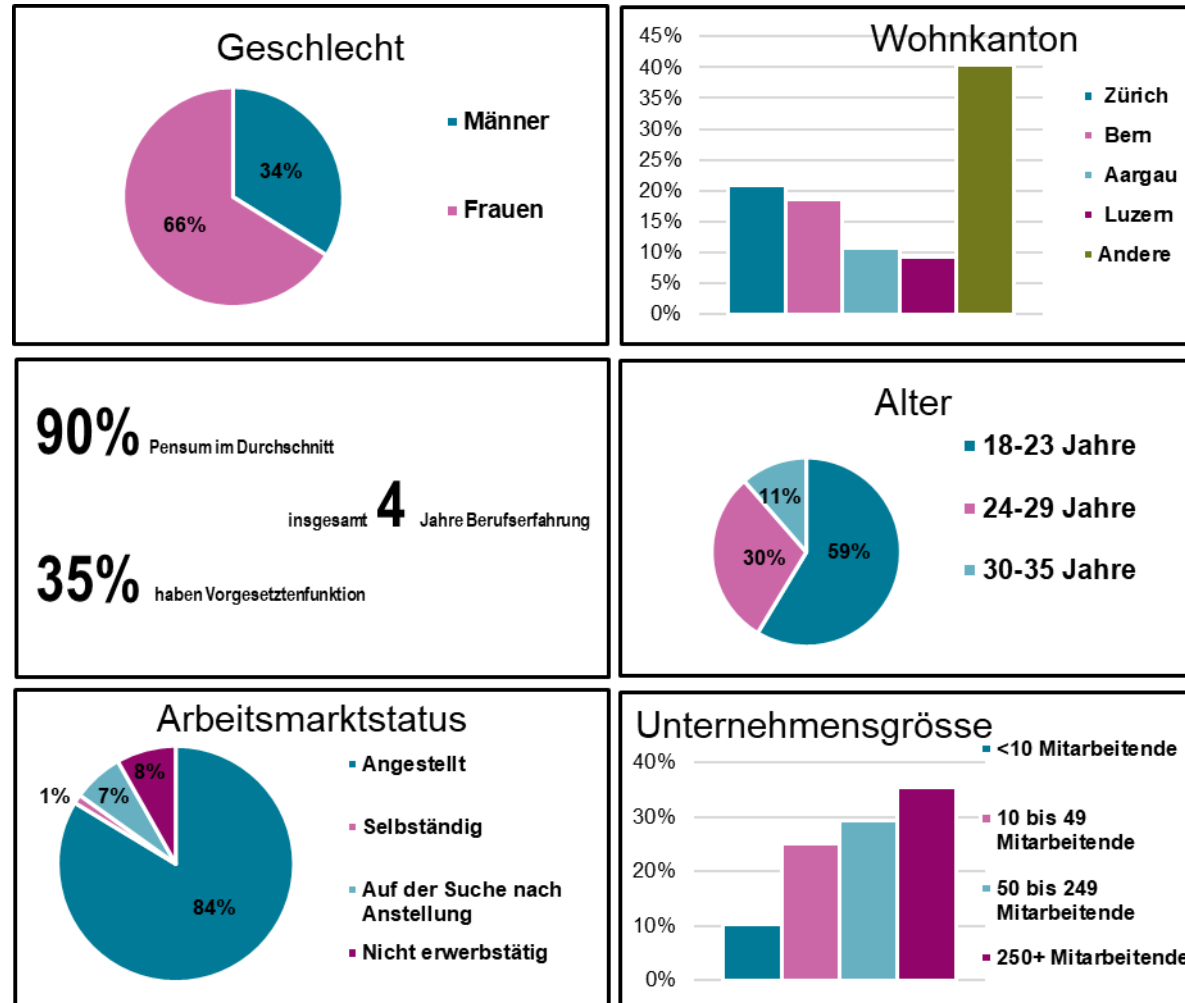 Geschlecht
34%
66%
Männer
Frauen
Wohnkanton
45%
40%
35%
30%
25%
20%
15%
10%
5%
0%
Zürich
Bern
Aargau
Luzern
Andere
90% Pensum im Durchschnitt
insgesamt 4 Jahre Berufserfahrung
35% haben Vorgesetztenfunktion
Alter
11%
30%
59%
18-23 Jahre
24-29 Jahre
30-35 Jahre
Arbeitsmarktstatus
8%
7%
1%
84%
Angestellt
Selbständig
Auf der Suche nach
Anstellung
Nicht erwerbstätig
Unternehmensgrösse
40%
30%
20%
10%
0%
<10 Mitarbeitende
10 bis 49
Mitarbeitende
50 bis 249
Mitarbeitende
250+ Mitarbeitende